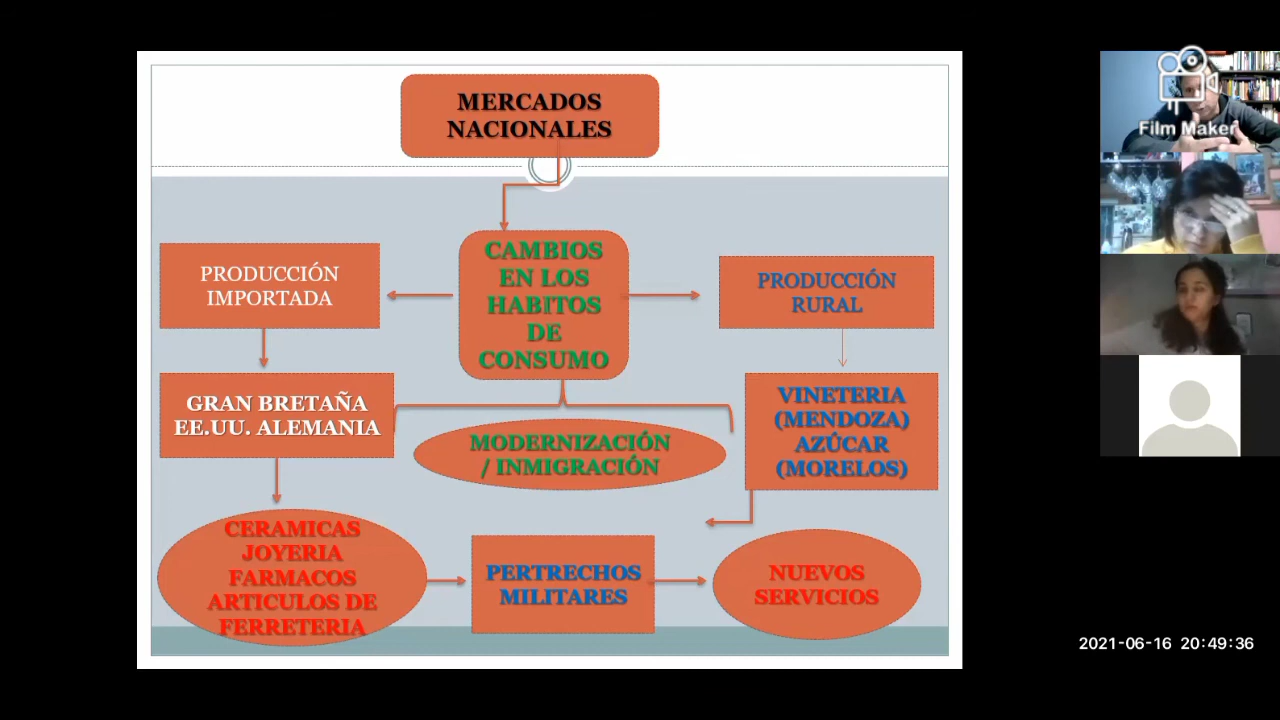 MERCADOS
NACIONALES
CAMBIOS
EN LOS
HABITOS
DE
CONSUMO
PRODUCCIÓN
IMPORTADA
PRODUCCIÓN
RURAL
GRAN BRETAÑA
EE.UU. ALEMANIA
MODERNIZACIÓN
/ INMIGRACIÓN
VINETERIA
(MENDOZA)
AZÚCAR
(MORELOS)
CERAMICAS
JOYERIA
FARMACOS
ARTICULOS DE
FERRETERIA
PERTRECHOS
MILITARES
NUEVOS
SERVICIOS
Film Maker
2021-06-16 20:49:36